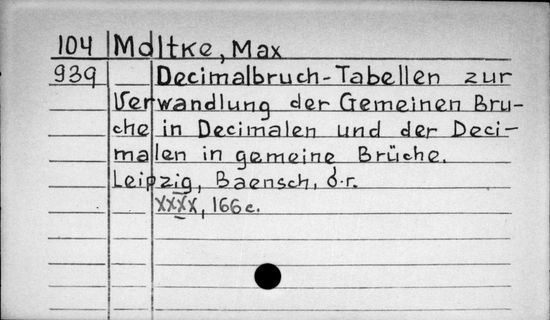 104 Moltke, Max
939 Decimalbruch-Tabellen zur
Verwandlung der Gemeinen Brü-
che in Decimalen und der Deci-
malen in gemeine Brüche.
Leipzig, Baensch, б.г.
XXXX, 166 с.